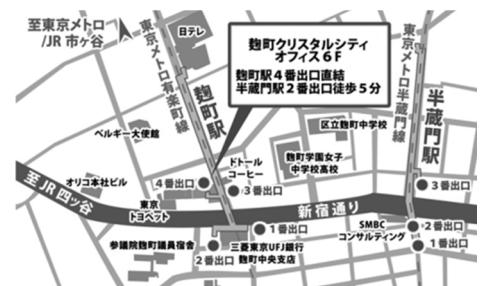 至東京メトロ
/JR 市ヶ谷
日テレ
東京メトロ有楽町線
麹町駅
麹町クリスタルシティ
オフィス6F
麹町駅4番出口直結
半蔵門駅2番出口徒歩5分
東京メトロ半蔵門線
半蔵門駅
ベルギー大使館
区立麹町中学校
麹町学園女子
中学校高校
至JR四ッ谷
オリコ本社ビル
4番出口
ドトール
コーヒー
3番出口
3番出口
東京
トヨペット
新宿通り
1番出口
SMBC
コンサルティング
2番出口
1番出口
参議院麹町議員宿舎
2番出口
三菱東京UFJ銀行
麹町中央支店